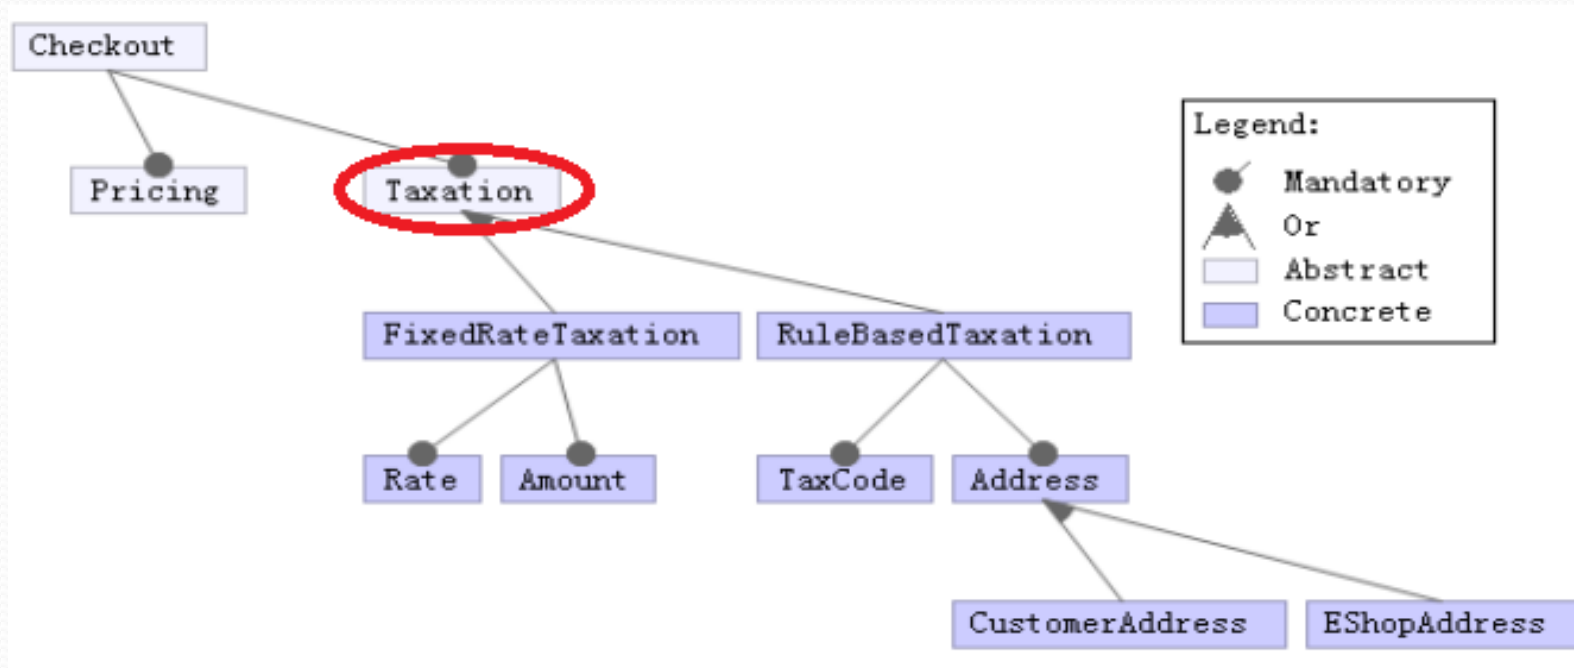 Checkout
Pricing
Taxation
FixedRateTaxation
RuleBasedTaxation
Rate
Amount
TaxCode
Address
CustomerAddress
EShopAddress
Legend:
Mandatory
Or
Abstract
Concrete